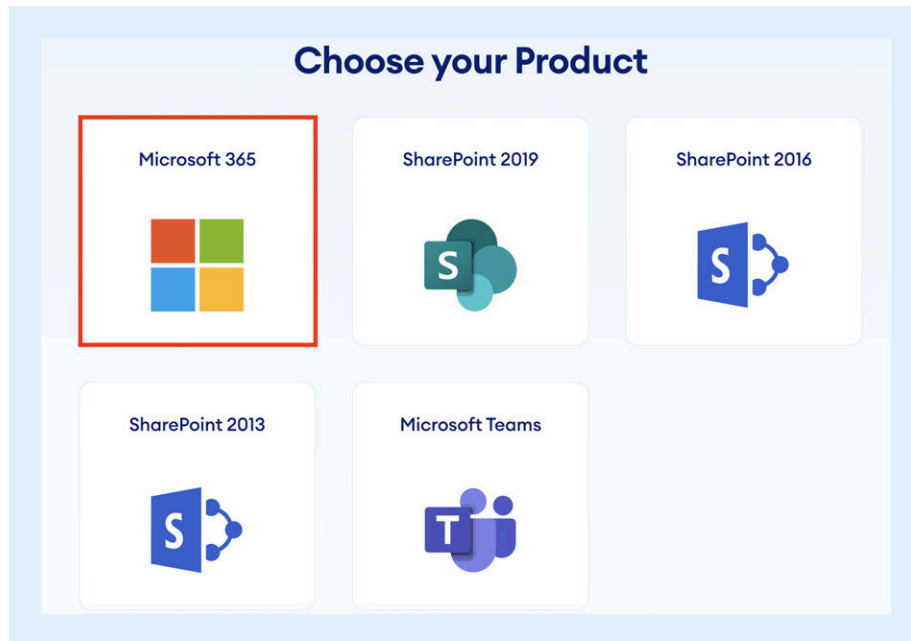 Choose your Product
Microsoft 365
SharePoint 2019
SharePoint 2016
S
S
SharePoint 2013
Microsoft Teams
S
T